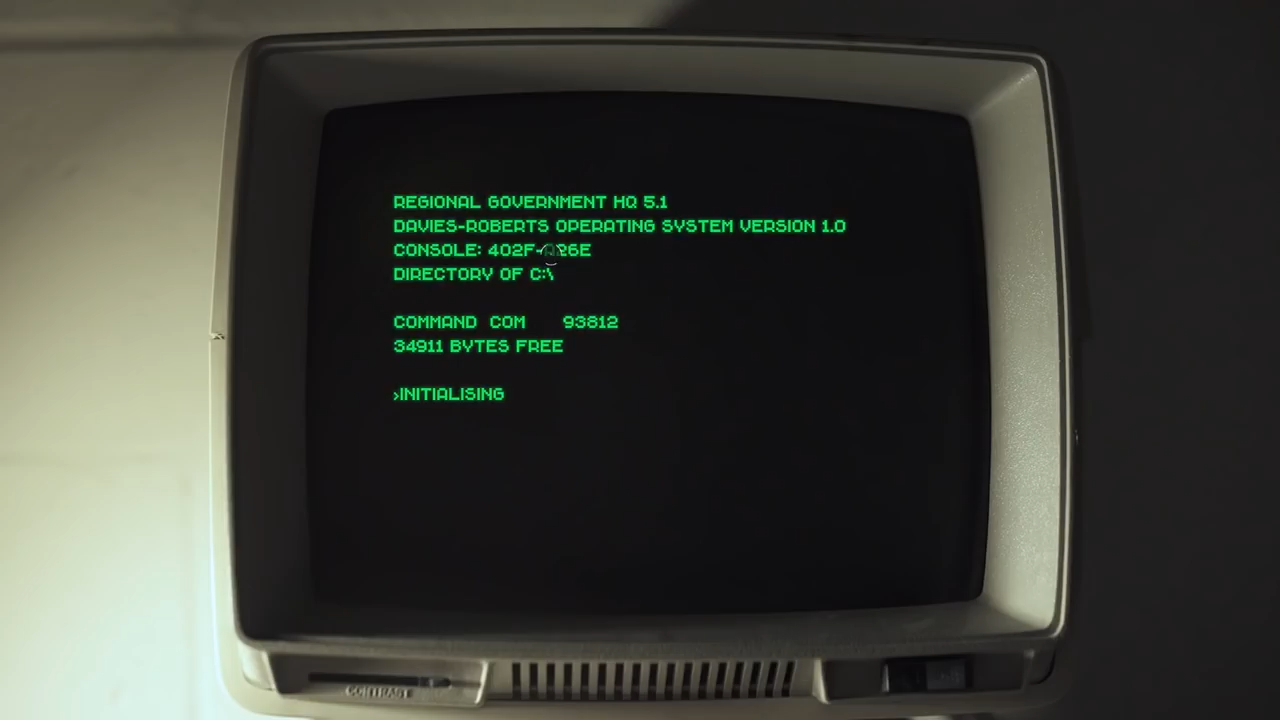 REGIONAL GOVERNMENT HQ 5.1
DAVIES-ROBERTS OPERATING SYSTEM VERSION 1.0
CONSOLE:
DIRECTORY OF C:\
COMMAND COM 93812
34911 BYTES FREE
>INITIALISING
CONTRAST